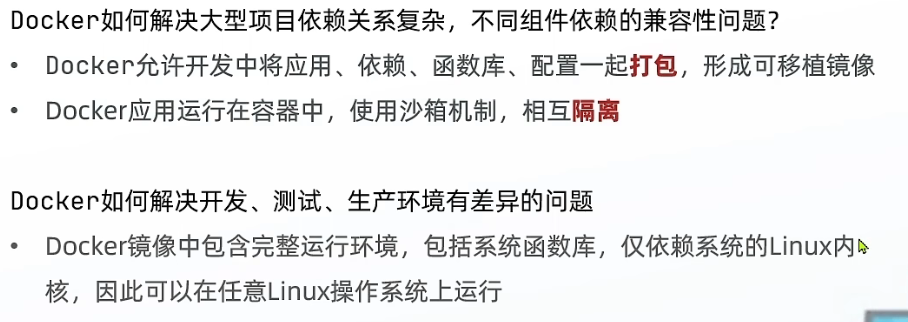 Docker如何解决大型项目依赖关系复杂，不同组件依赖的兼容性问题？
• Docker允许开发中将应用、依赖、函数库、配置一起打包，形成可移植镜像
• Docker应用运行在容器中，使用沙箱机制，相互隔离
Docker如何解决开发、测试、生产环境有差异的问题
• Docker镜像中包含完整运行环境，包括系统函数库，仅依赖系统的Linux内
核，因此可以在任意Linux操作系统上运行